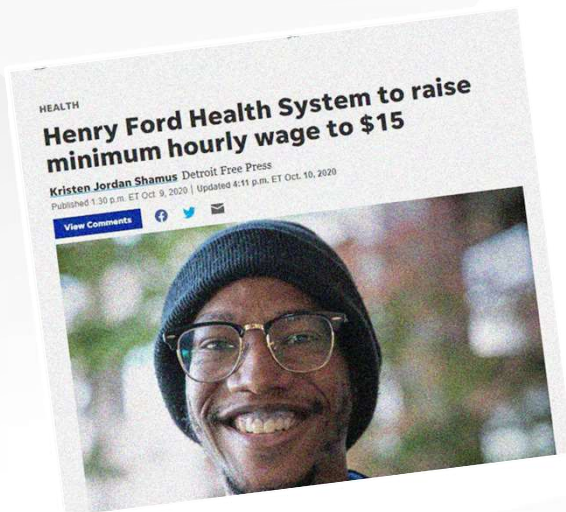 HEALTH
Henry Ford Health System to raise
minimum hourly wage to $15
Kristen Jordan Shamus Detroit Free Press
Published 1:30 p.m. ET Oct. 9, 2020 | Updated 4:11 p.m. ET Oct. 10, 2020
View Comments